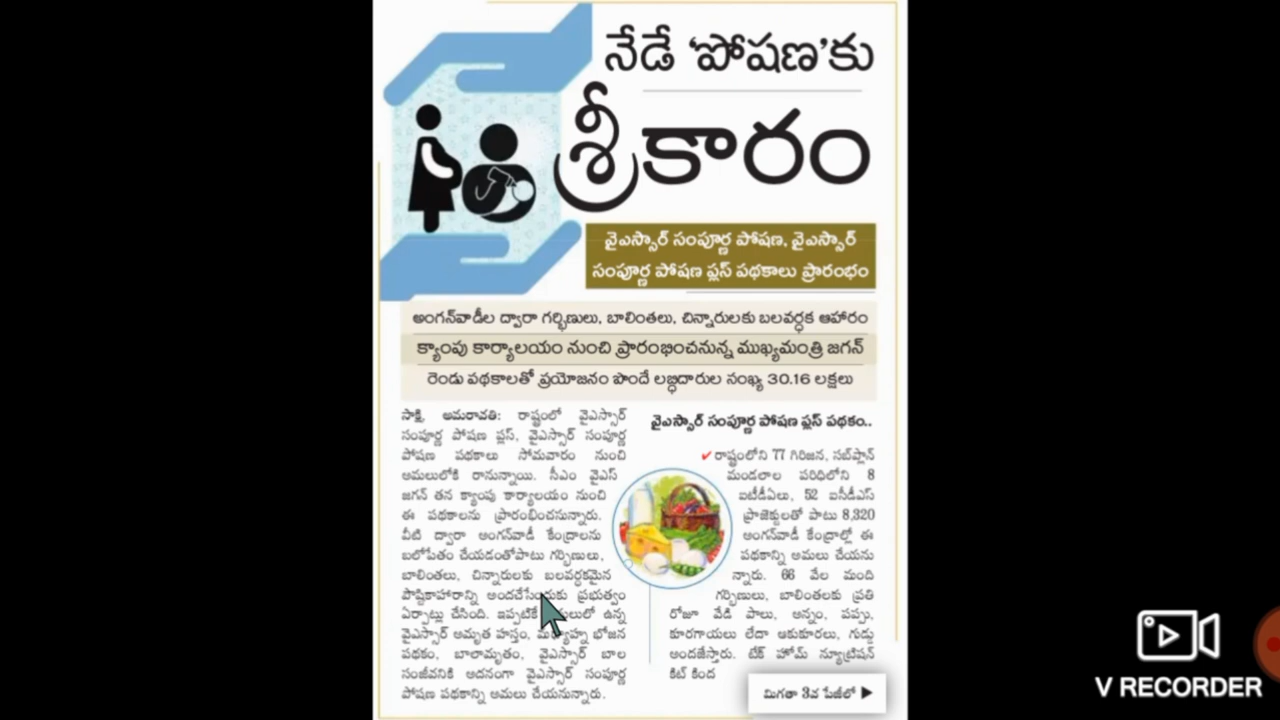 నేడే ‘పోషణ’కు
శ్రీకారం
వైఎస్సార్ సంపూర్ణ పోషణ, వైఎస్సార్
సంపూర్ణ పోషణ ప్లస్ పథకాలు ప్రారంభం
అంగన్‌వాడీల ద్వారా గర్భిణులు, బాలింతలు, చిన్నారులకు బలవర్ధక ఆహారం
క్యాంపు కార్యాలయం నుంచి ప్రారంభించనున్న ముఖ్యమంత్రి జగన్
రెండు పథకాలతో ప్రయోజనం పొందే లబ్ధిదారుల సంఖ్య 30.16 లక్షలు
సాక్షి, అమరావతి: రాష్ట్రంలో వైఎస్సార్
సంపూర్ణ పోషణ ప్లస్, వైఎస్సార్ సంపూర్ణ
పోషణ పథకాలు సోమవారం నుంచి
అమలులోకి రానున్నాయి. సీఎం వైఎస్
జగన్ తన క్యాంపు కార్యాలయం నుంచి
ఈ పథకాలను ప్రారంభించనున్నారు.
వీటి ద్వారా అంగన్‌వాడీ కేంద్రాలను
బలోపేతం చేయడంతోపాటు గర్భిణులు,
బాలింతలు, చిన్నారులకు బలవర్ధకమైన
పౌష్టికాహారాన్ని అందచేసేందుకు ప్రభుత్వం
ఏర్పాట్లు చేసింది. ఇప్పటికే ఉన్న
వైఎస్సార్ అమృత హస్తం, భోజన
పథకం, బాలామృతం, వైఎస్సార్ బాల
సంజీవనికి అదనంగా వైఎస్సార్ సంపూర్ణ
పోషణ పథకాన్ని అమలు చేయనున్నారు.
వైఎస్సార్ సంపూర్ణ పోషణ ప్లస్ పథకం..
✔ రాష్ట్రంలోని 77 గిరిజన, సబ్‌ప్లాన్
మండలాల పరిధిలోని 8
ఐటీడీఏలు, 52 ఐసీడీఎస్
ప్రాజెక్టులతో పాటు 8,320
అంగన్‌వాడీ కేంద్రాల్లో ఈ
పథకాన్ని అమలు చేయను
న్నారు. 66 వేల మంది
గర్భిణులు, బాలింతలకు ప్రతి
రోజూ వేడి పాలు, అన్నం, పప్పు,
కూరగాయలు లేదా ఆకుకూరలు, గుడ్డు
అందజేస్తారు. టేక్ హోమ్ న్యూట్రిషన్
కిట్ కింద
మిగతా 3వ పేజీలో ▶
V RECORDER